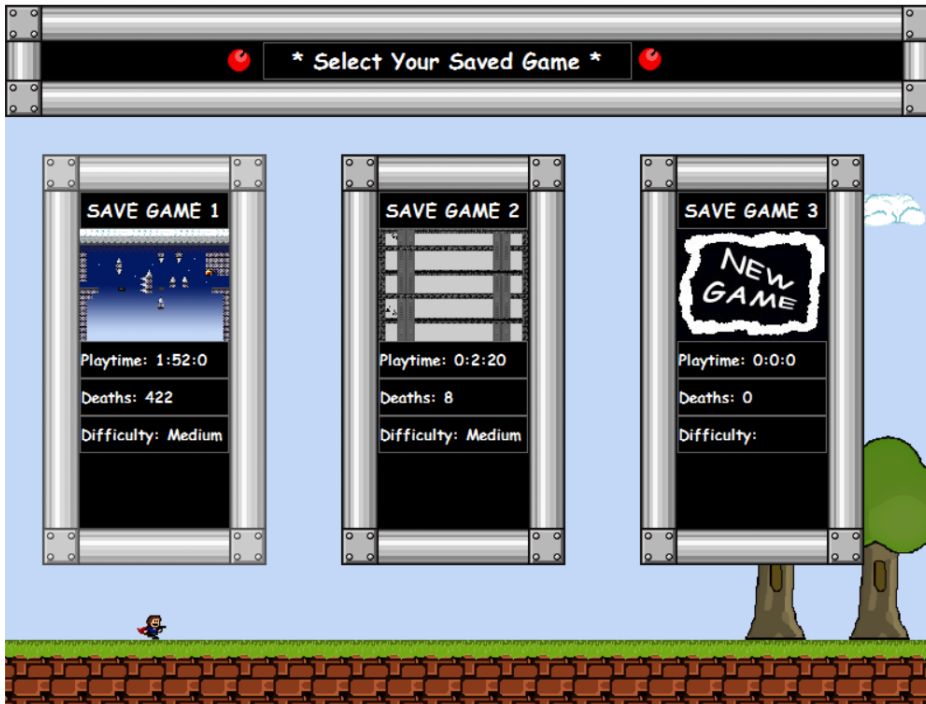 * Select Your Saved Game *
SAVE GAME 1
Playtime: 1:52:0
Deaths: 422
Difficulty: Medium
SAVE GAME 2
Playtime: 0:2:20
Deaths: 8
Difficulty: Medium
SAVE GAME 3
NEW
GAME
Playtime: 0:0:0
Deaths: 0
Difficulty: